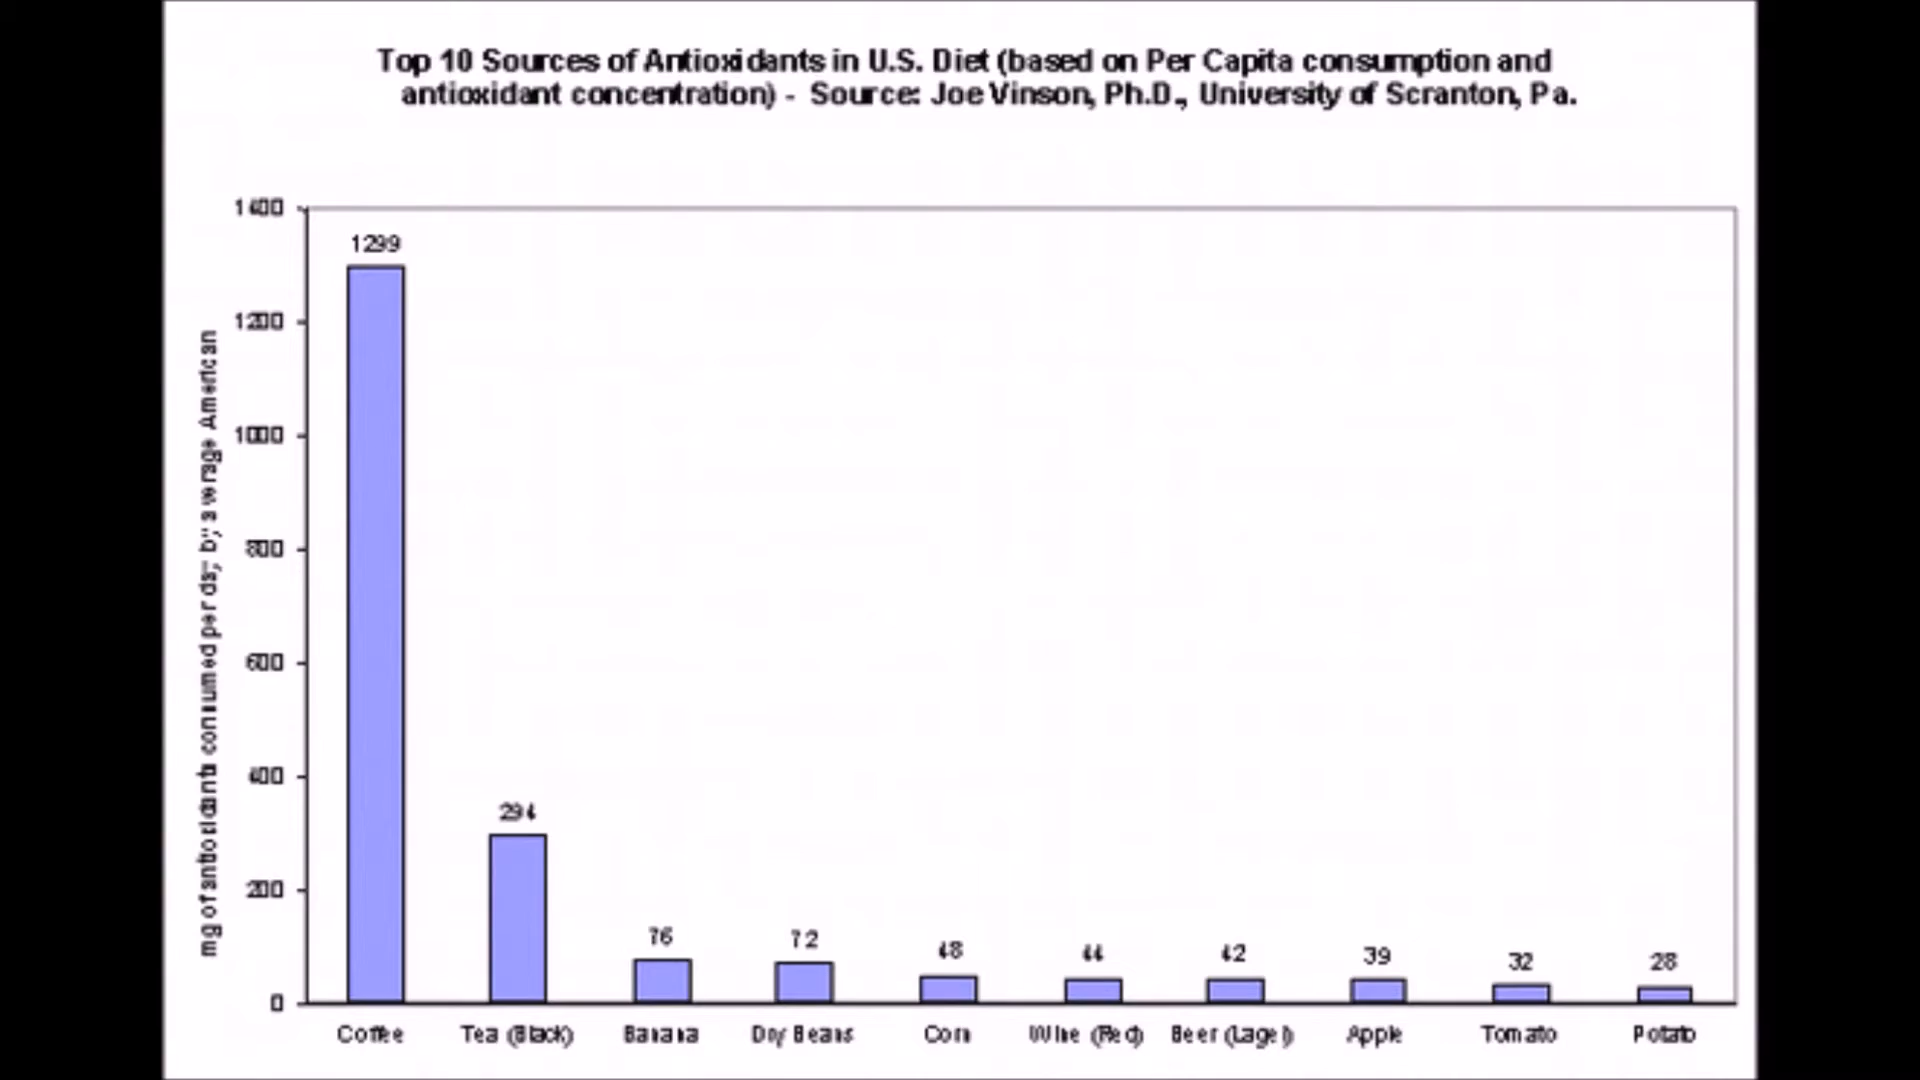 Top 10 Sources of Antioxidants in U.S. Diet (based on Per Capita consumption and
antioxidant concentration) - Source: Joe Vinson, Ph.D., University of Scranton, Pa.
mg of antioxidants consumed per day by average American
1400
1200
1000
800
600
400
200
0
1299
294
76
72
48
44
42
39
32
28
Coffee
Tea (Black)
Banana
Dry Beans
Corn
Wine (Red)
Beer (Lager)
Apple
Tomato
Potato